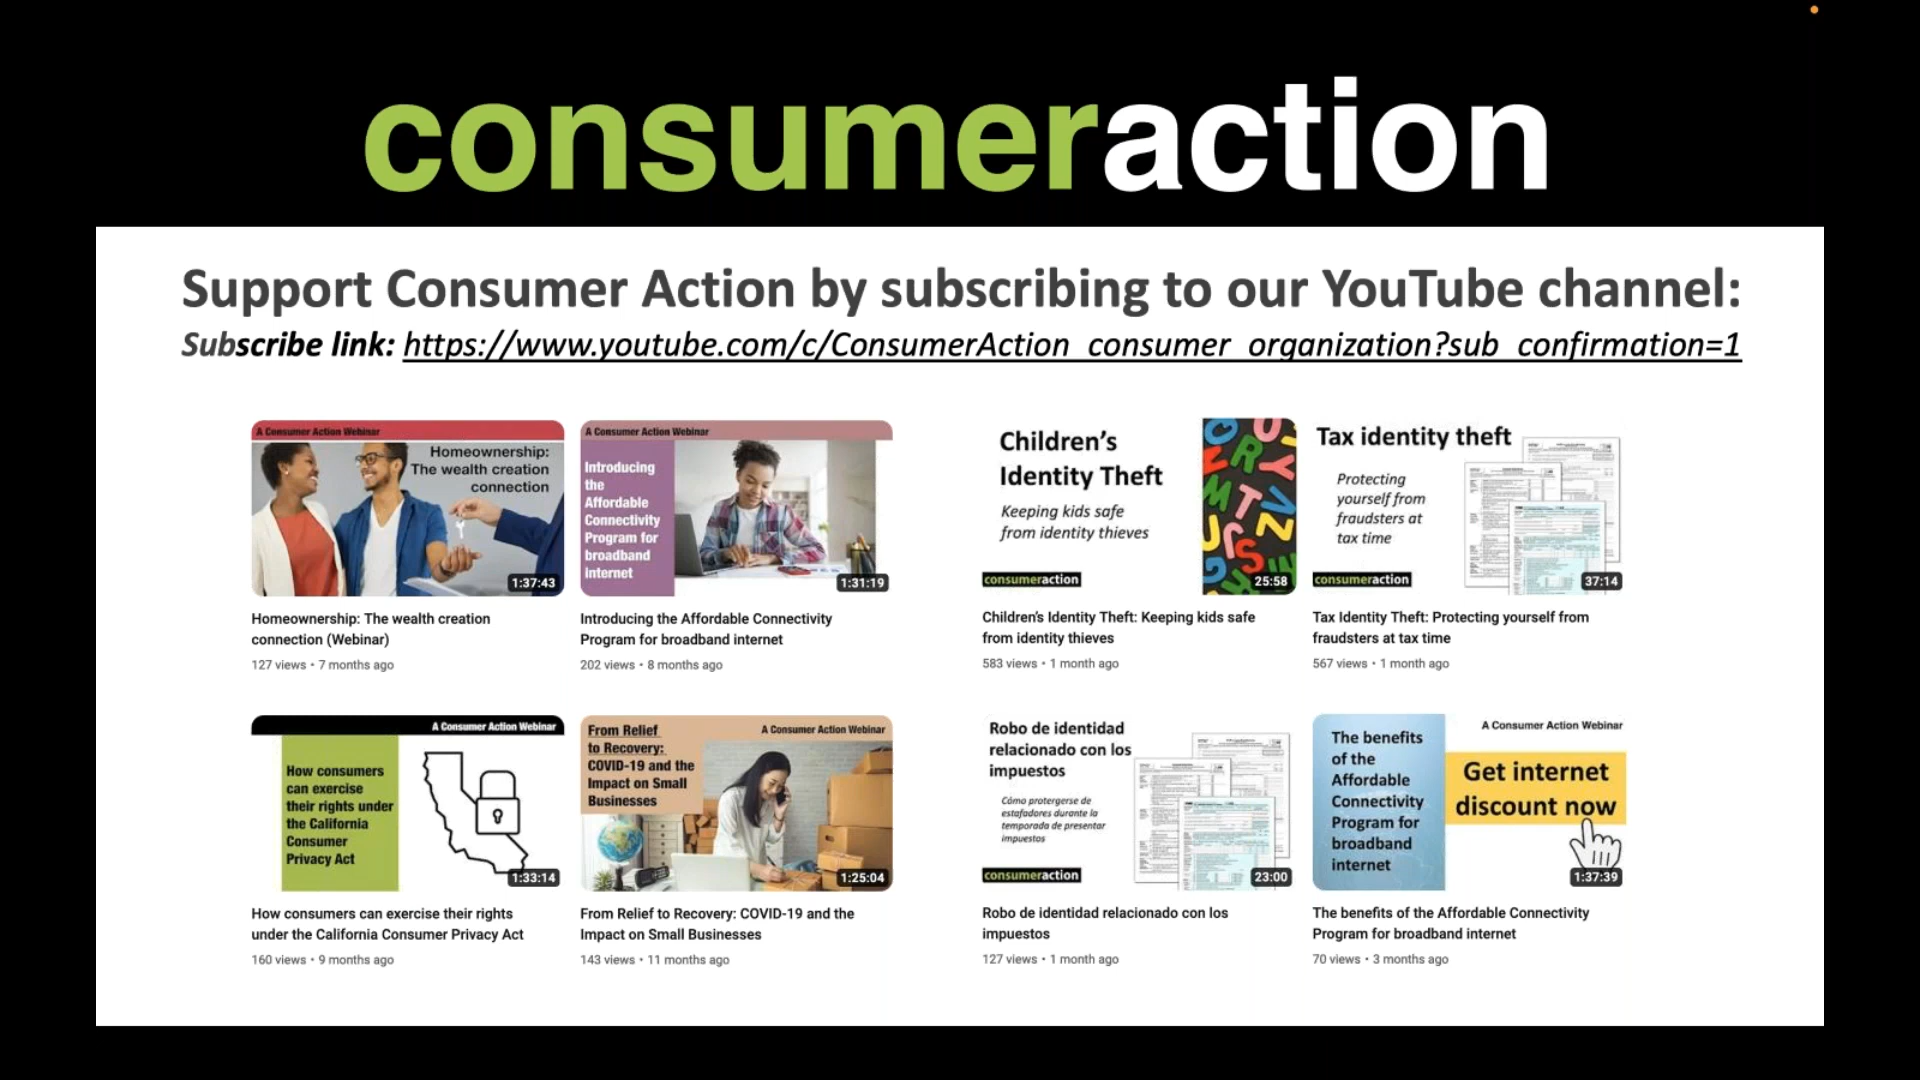 consumeraction
Support Consumer Action by subscribing to our YouTube channel:
Subscribe link: https://www.youtube.com/c/ConsumerAction_consumer_organization?sub_confirmation=1
A Consumer Action Webinar
Homeownership:
The wealth creation
connection
1:37:43
Homeownership: The wealth creation
connection (Webinar)
127 views • 7 months ago
A Consumer Action Webinar
Introducing
the
Affordable
Connectivity
Program for
broadband
internet
1:31:19
Introducing the Affordable Connectivity
Program for broadband internet
202 views • 8 months ago
Children's
Identity Theft
Keeping kids safe
from identity thieves
consumeraction
25:58
Children's Identity Theft: Keeping kids safe
from identity thieves
583 views • 1 month ago
Tax identity theft
Protecting
yourself from
fraudsters at
tax time
consumeraction
37:14
Tax Identity Theft: Protecting yourself from
fraudsters at tax time
567 views • 1 month ago
A Consumer Action Webinar
How consumers
can exercise
their rights under
the California
Consumer
Privacy Act
1:33:14
How consumers can exercise their rights
under the California Consumer Privacy Act
160 views • 9 months ago
From Relief
to Recovery:
COVID-19 and the
Impact on Small
Businesses
A Consumer Action Webinar
1:25:04
From Relief to Recovery: COVID-19 and the
Impact on Small Businesses
143 views • 11 months ago
Robo de identidad
relacionado con los
impuestos
Cómo protergerse de
estafadores durante la
temporada de presentar
impuestos
consumeraction
23:00
Robo de identidad relacionado con los
impuestos
127 views • 1 month ago
The benefits
of the
Affordable
Connectivity
Program for
broadband
internet
A Consumer Action Webinar
Get internet
discount now
1:37:39
The benefits of the Affordable Connectivity
Program for broadband internet
70 views • 3 months ago